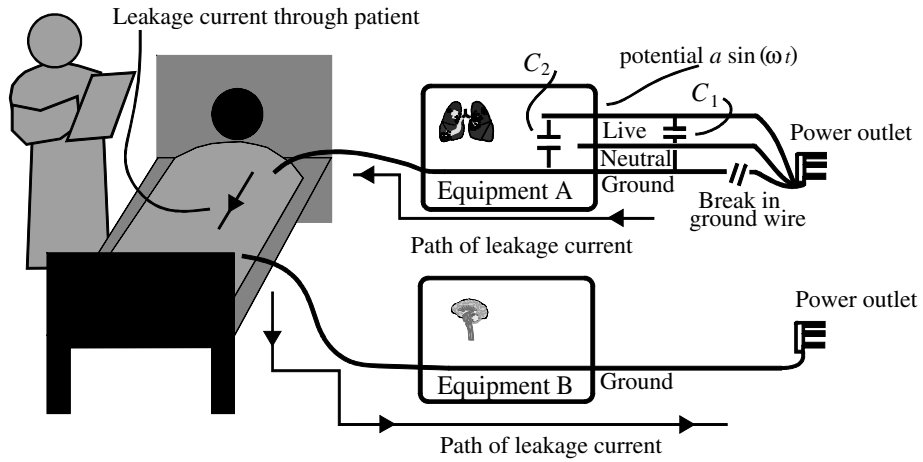 Leakage current through patient
potential a sin (ω t)
C2
C1
Live
Neutral
Ground
Power outlet
Equipment A
Break in
ground wire
Path of leakage current
Power outlet
Equipment B
Ground
Path of leakage current